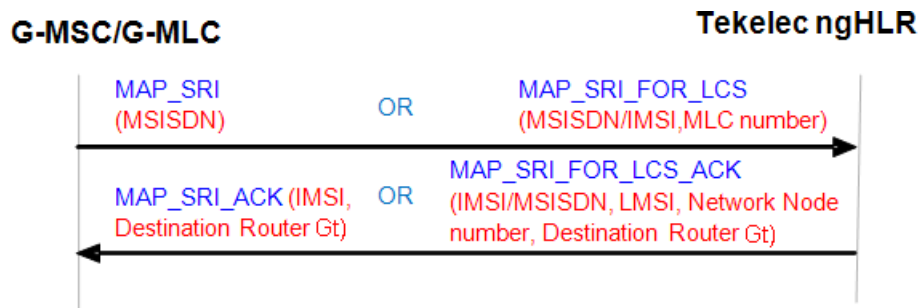 G-MSC/G-MLC
Tekelec ngHLR
MAP_SRI
(MSISDN)
OR
MAP_SRI_FOR_LCS
(MSISDN/IMSI,MLC number)
MAP_SRI_ACK (IMSI,
Destination Router Gt)
OR
MAP_SRI_FOR_LCS_ACK
(IMSI/MSISDN, LMSI, Network Node
number, Destination Router Gt)